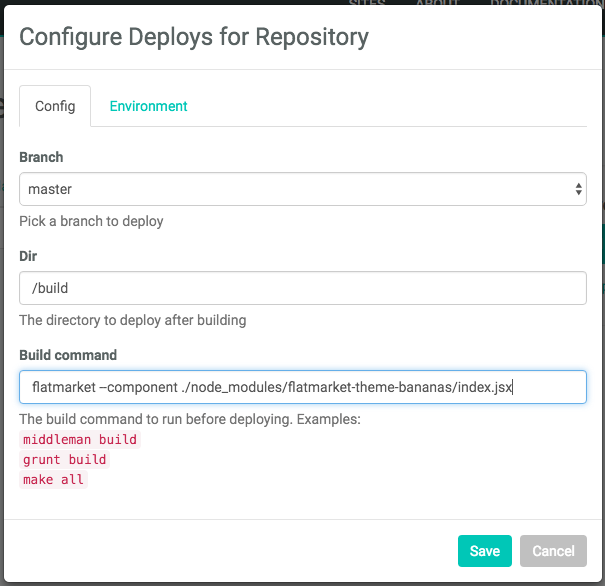 SITES ABOUT DOCUMENTATION
Configure Deploys for Repository
Config Environment
Branch
master
Pick a branch to deploy
Dir
/build
The directory to deploy after building
Build command
flatmarket --component ./node_modules/flatmarket-theme-bananas/index.jsx
The build command to run before deploying. Examples:
middleman build
grunt build
make all
Save Cancel